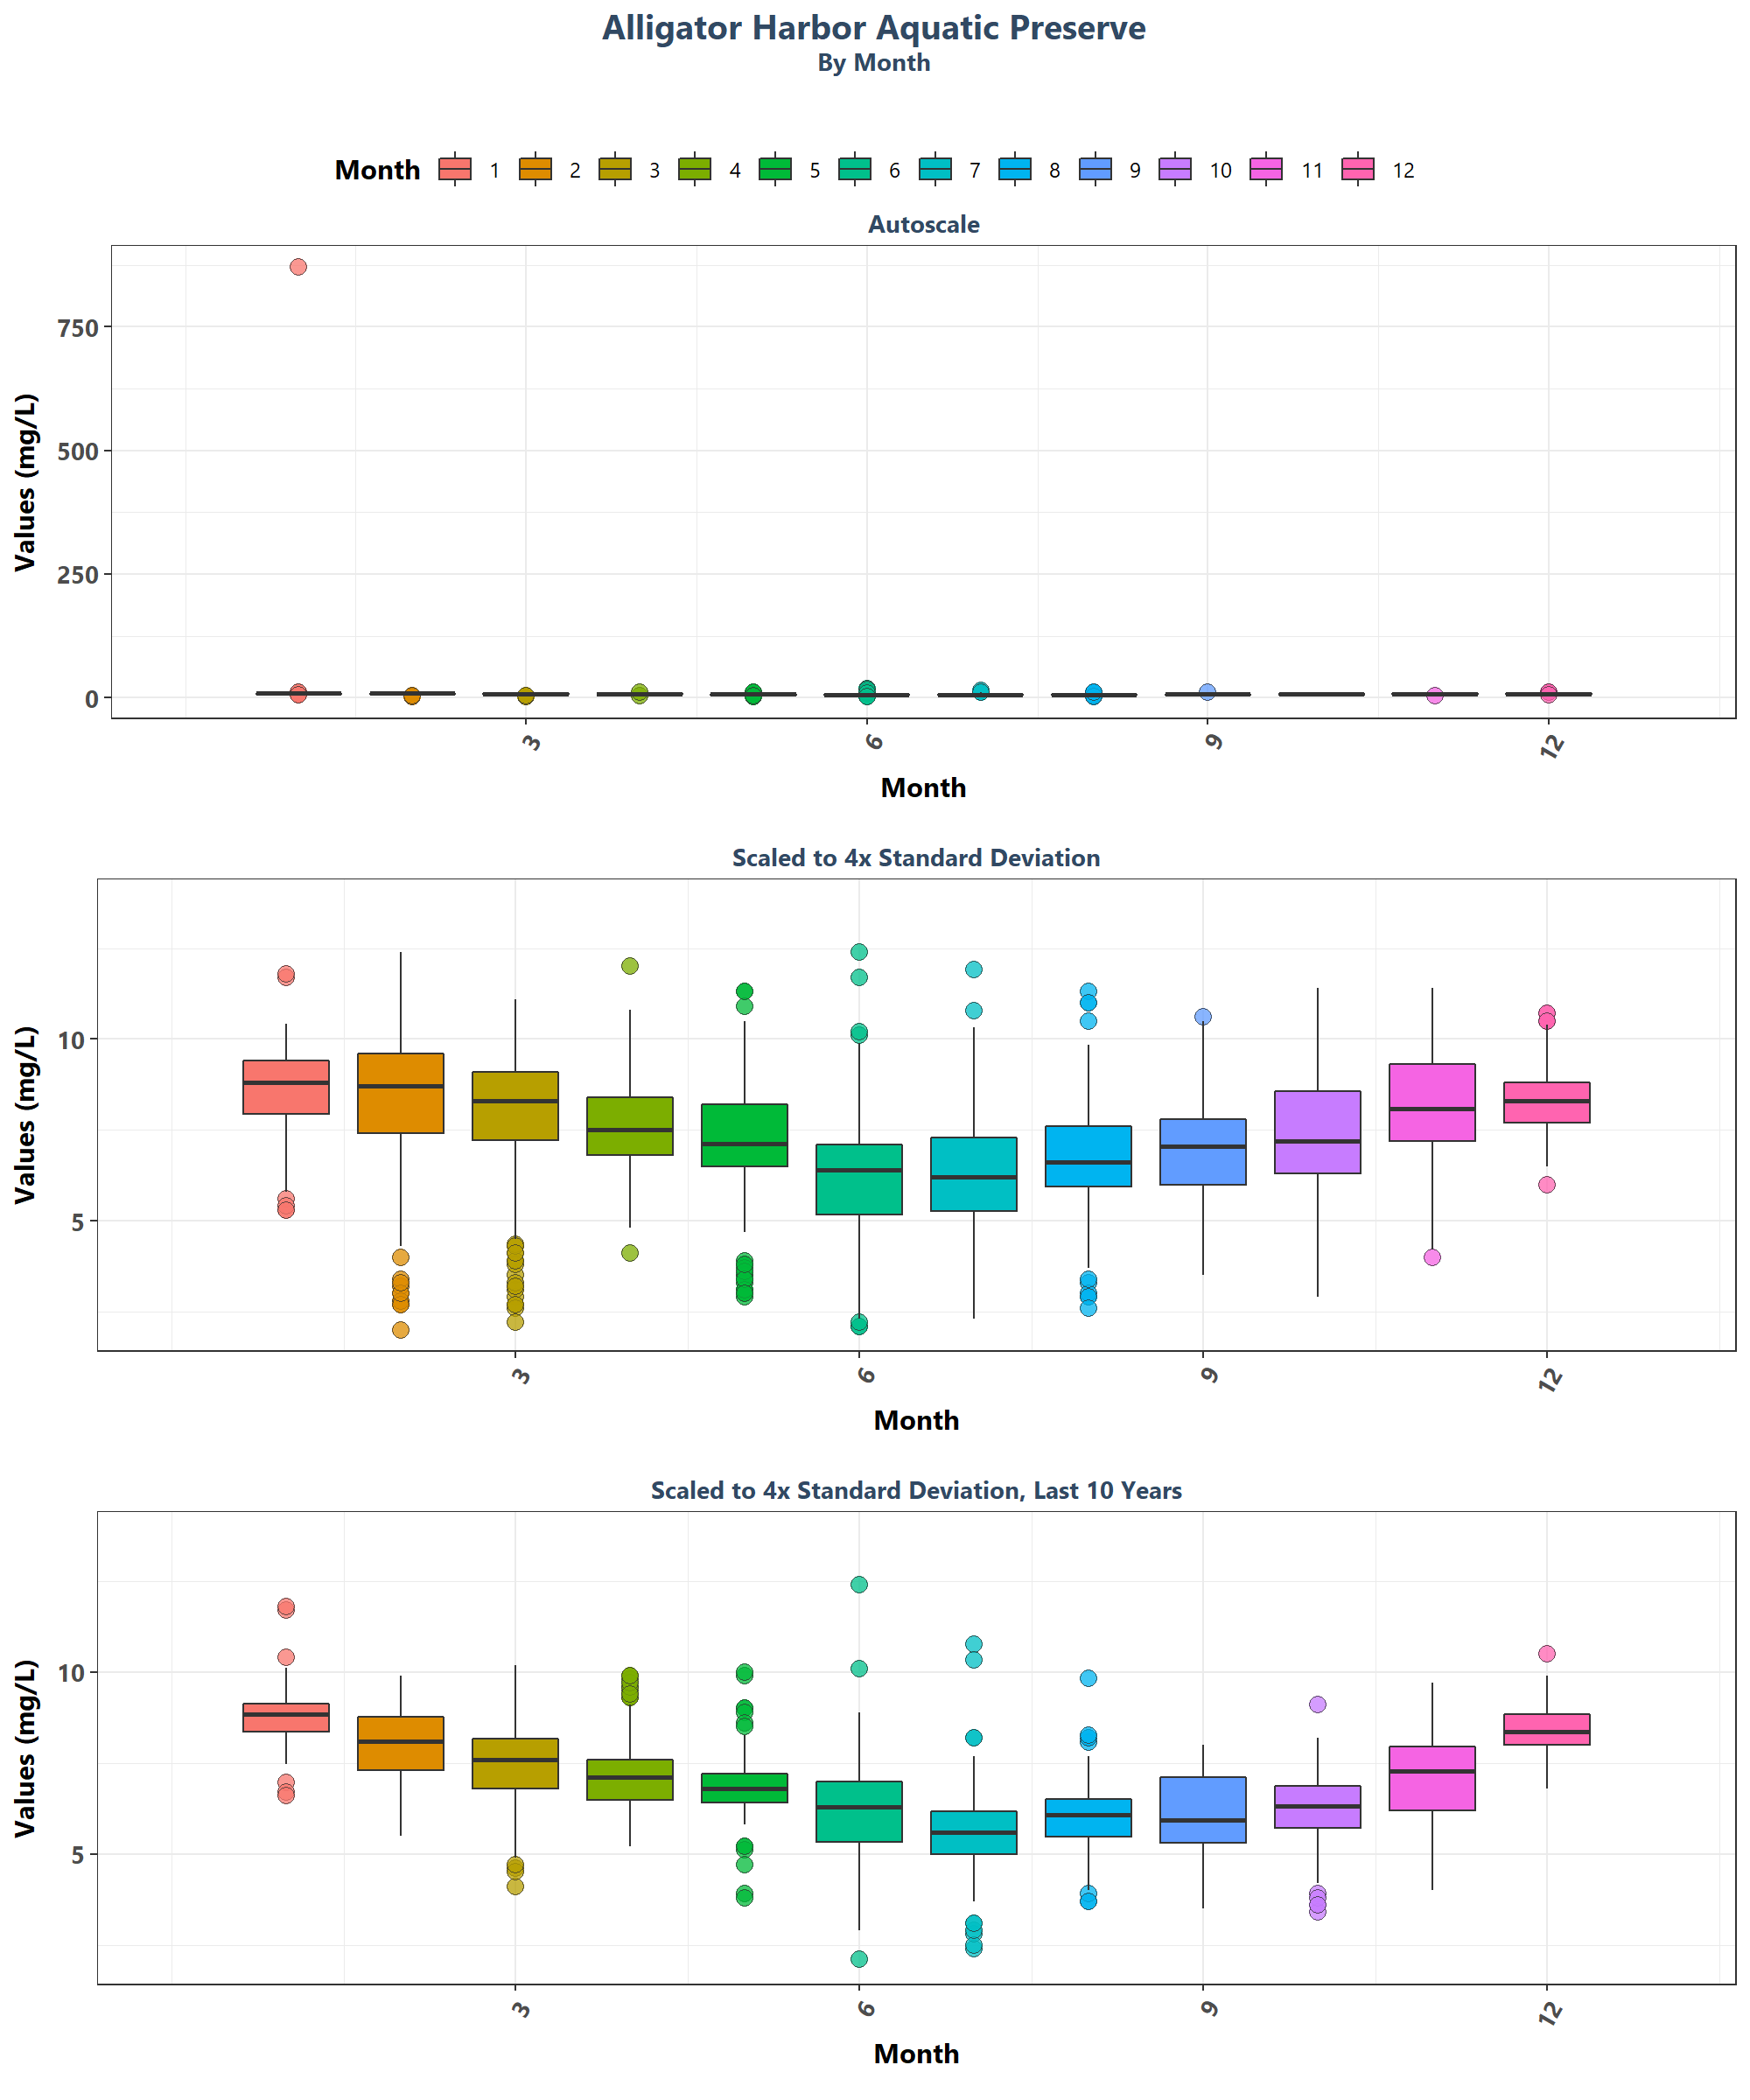 Alligator Harbor Aquatic Preserve
By Month
Month 1 2 3 4 5 6 7 8 9 10 11 12
Autoscale
Values (mg/L)
750
500
250
0
3 6 9 12
Month
Scaled to 4x Standard Deviation
Values (mg/L)
10
5
3 6 9 12
Month
Scaled to 4x Standard Deviation, Last 10 Years
Values (mg/L)
10
5
3 6 9 12
Month